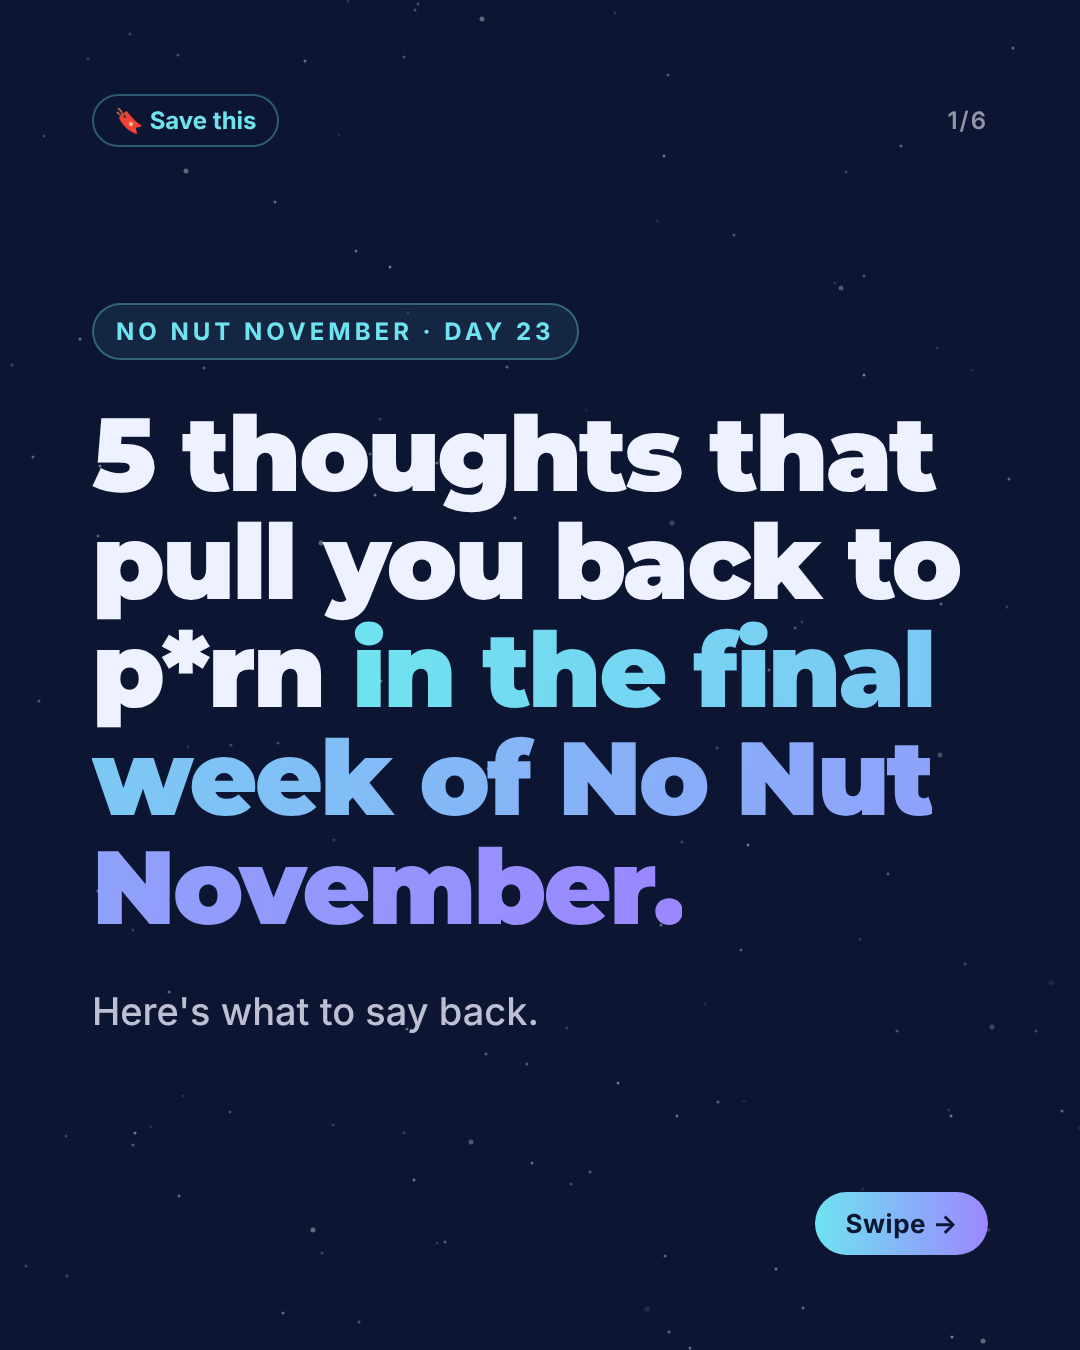 🔖 Save this
1/6
NO NUT NOVEMBER · DAY 23
5 thoughts that
pull you back to
p*rn in the final
week of No Nut
November.
Here's what to say back.
Swipe →